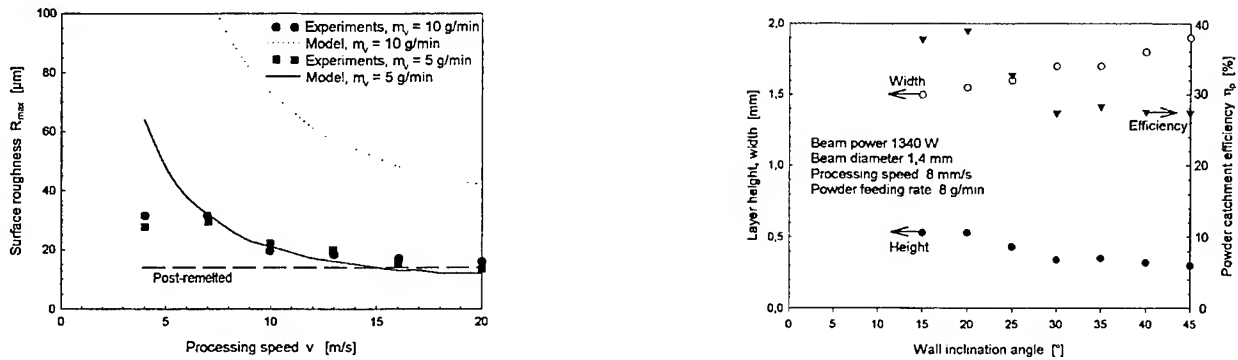 100
80
60
40
20
0
Surface roughness R_max [µm]
Experiments, m_v = 10 g/min
Model, m_v = 10 g/min
Experiments, m_v = 5 g/min
Model, m_v = 5 g/min
Post-remelted
0 5 10 15 20
Processing speed v [m/s]
2,0
1,5
1,0
0,5
0,0
Layer height, width [mm]
Width
Efficiency
Beam power 1340 W
Beam diameter 1,4 mm
Processing speed 8 mm/s
Powder feeding rate 8 g/min
Height
40
30
20
10
0
Powder catchment efficiency η_p [%]
0 5 10 15 20 25 30 35 40 45
Wall inclination angle [°]